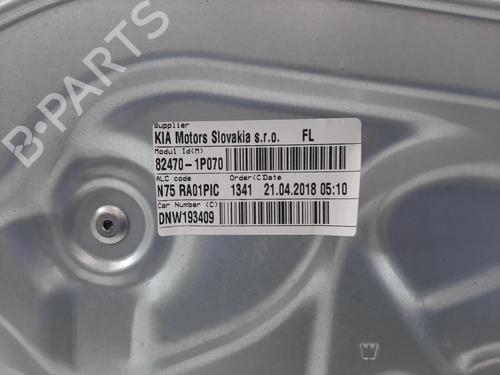 B-PARTS
Supplier
KIA Motors Slovakia s.r.o. FL
Modul Id(M)
82470-1P070
ALC code Order(C)Date
N75 RA01PIC 1341 21.04.2018 05:10
Car Number (C)
DNW193409